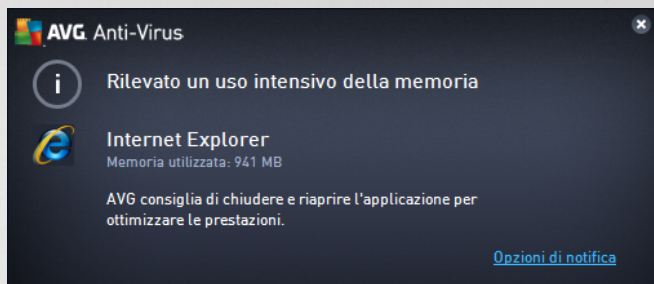 AVG Anti-Virus
Rilevato un uso intensivo della memoria
Internet Explorer
Memoria utilizzata: 941 MB
AVG consiglia di chiudere e riaprire l'applicazione per
ottimizzare le prestazioni.
Opzioni di notifica